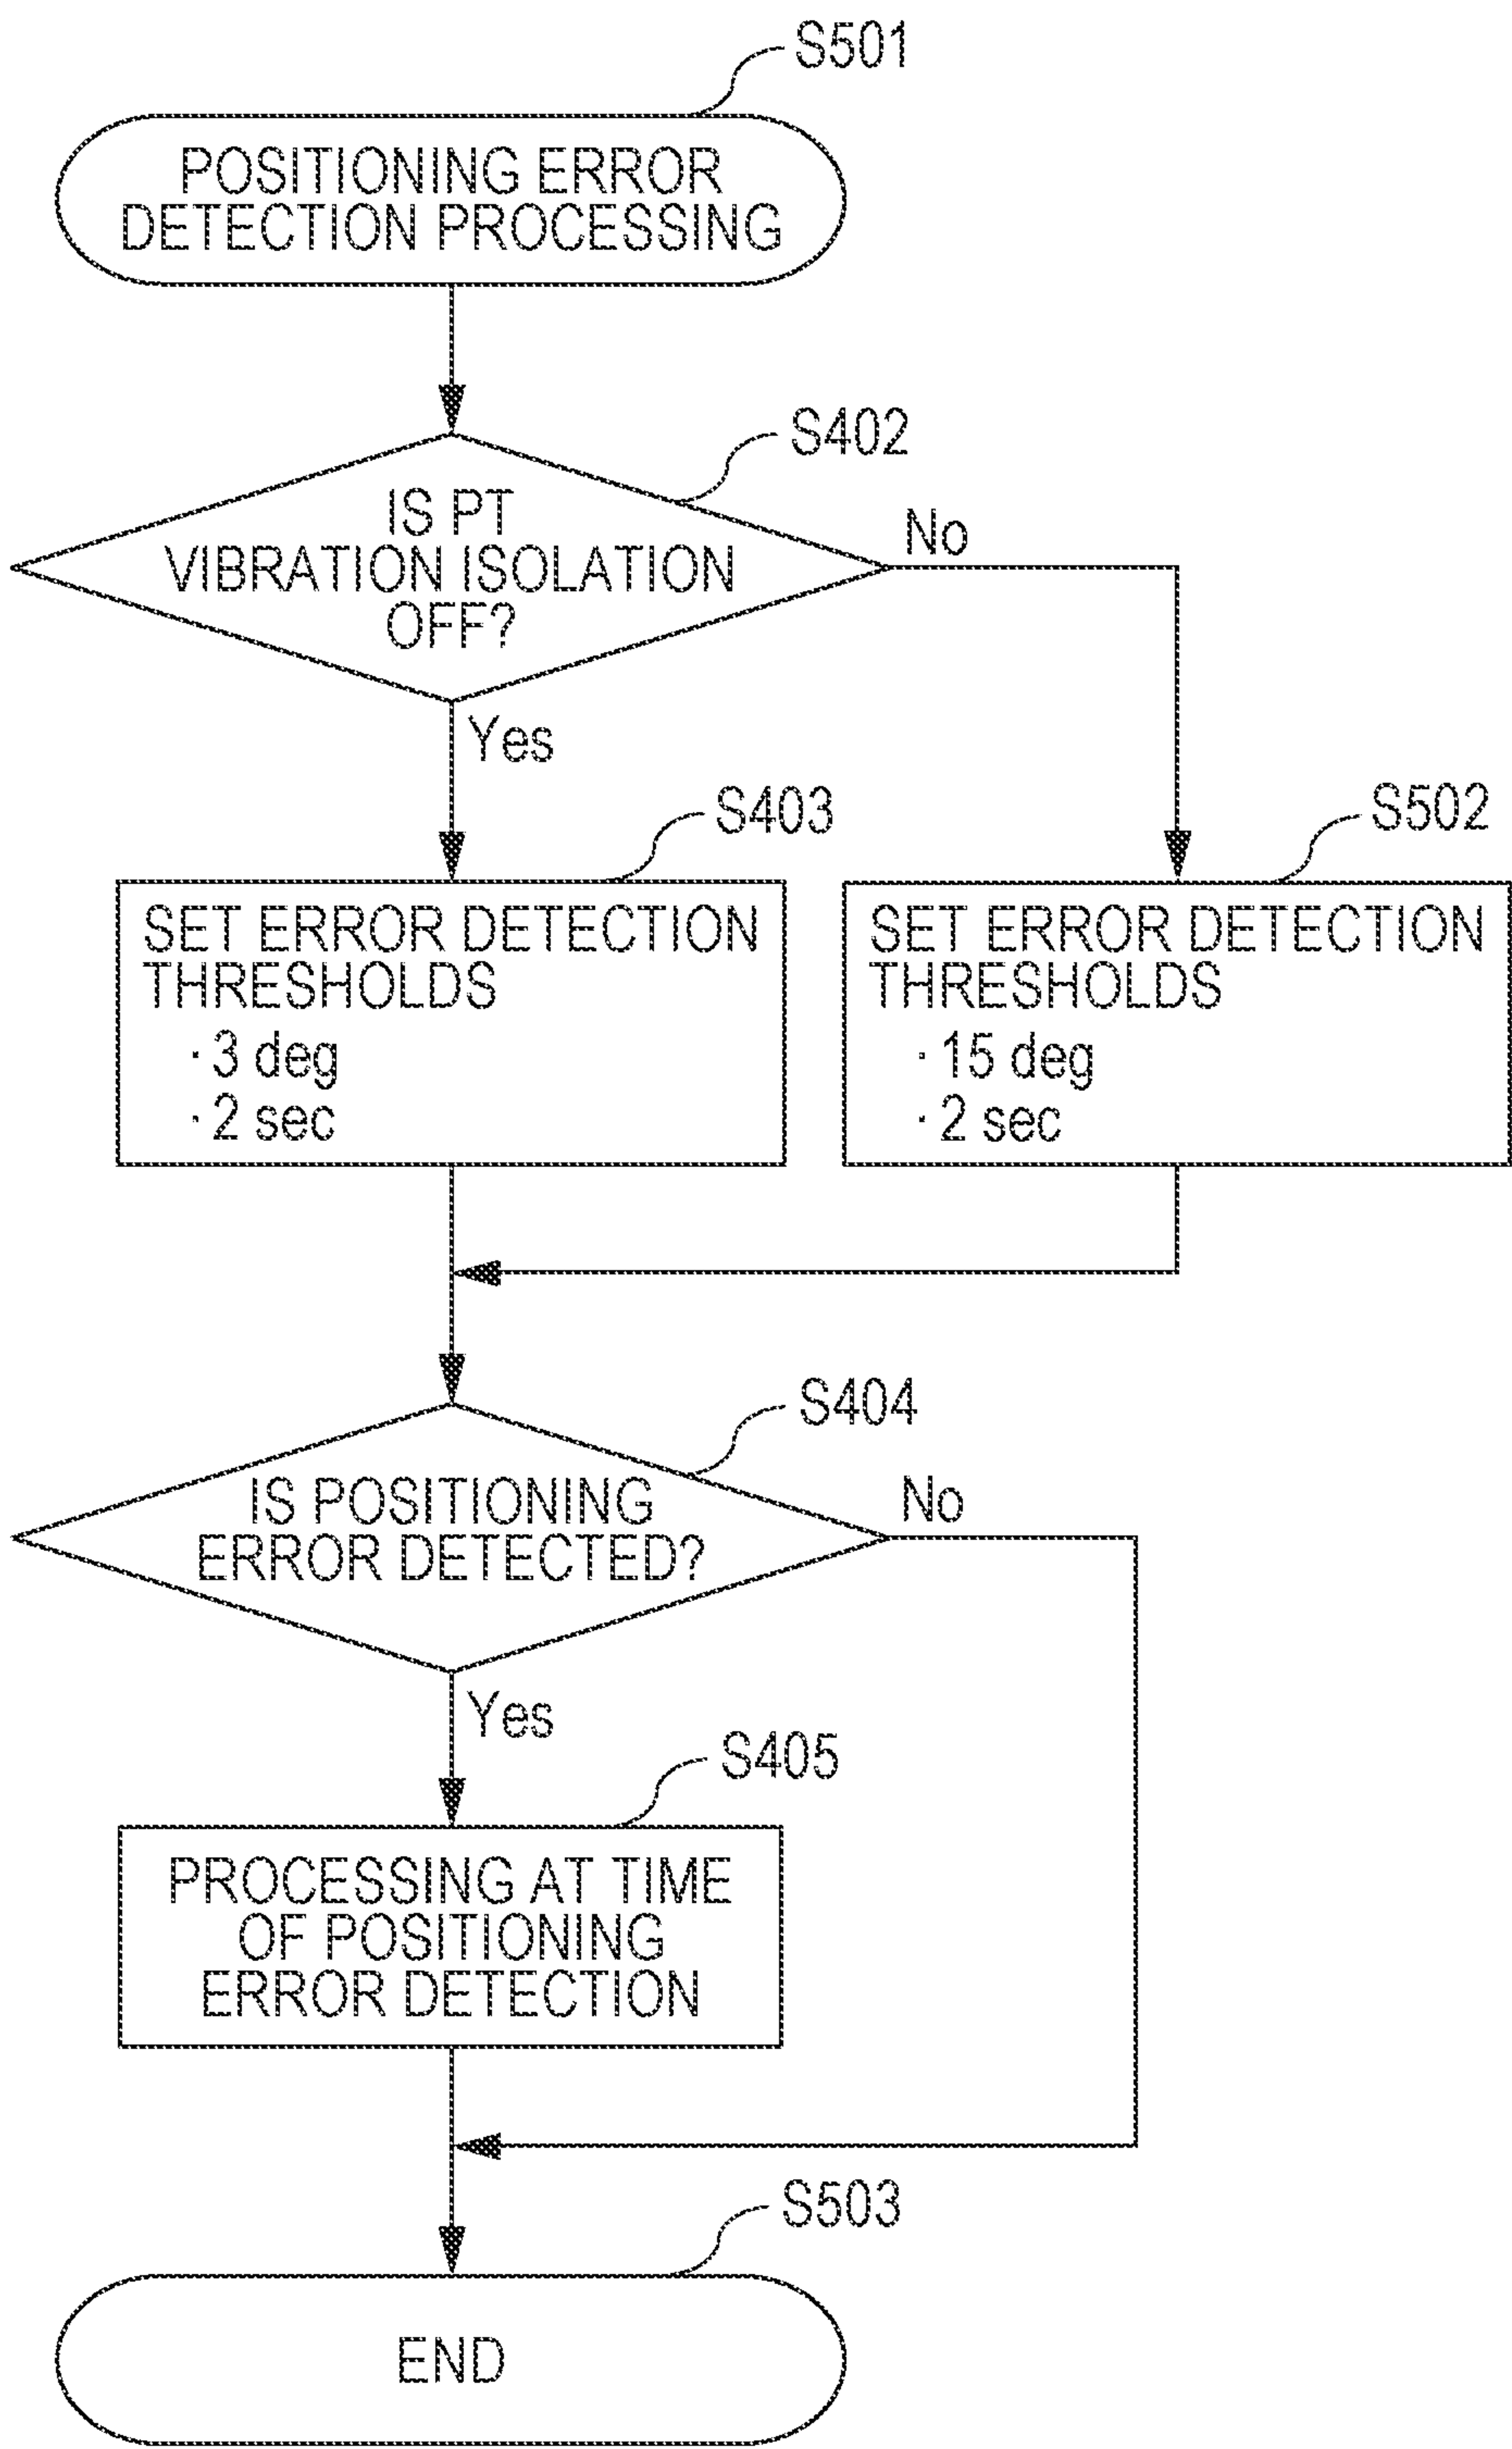 S501
POSITIONING ERROR
DETECTION PROCESSING
S402
IS PT
VIBRATION ISOLATION
OFF?
No
Yes
S403
SET ERROR DETECTION
THRESHOLDS
· 3 deg
· 2 sec
S502
SET ERROR DETECTION
THRESHOLDS
· 15 deg
· 2 sec
S404
IS POSITIONING
ERROR DETECTED?
No
Yes
S405
PROCESSING AT TIME
OF POSITIONING
ERROR DETECTION
S503
END